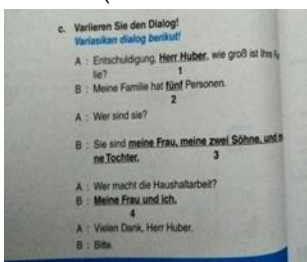 c. Variieren Sie den Dialog!
Variasikan dialog berikut!
A : Entschuldigung, Herr Huber, wie groß ist Ihre
lie?
1
B : Meine Familie hat fünf Personen.
2
A : Wer sind sie?
B : Sie sind meine Frau, meine zwei Söhne, und
ne Tochter.
3
A : Wer macht die Haushaltarbeit?
B : Meine Frau und ich.
4
A : Vielen Dank, Herr Huber.
B : Bitte.